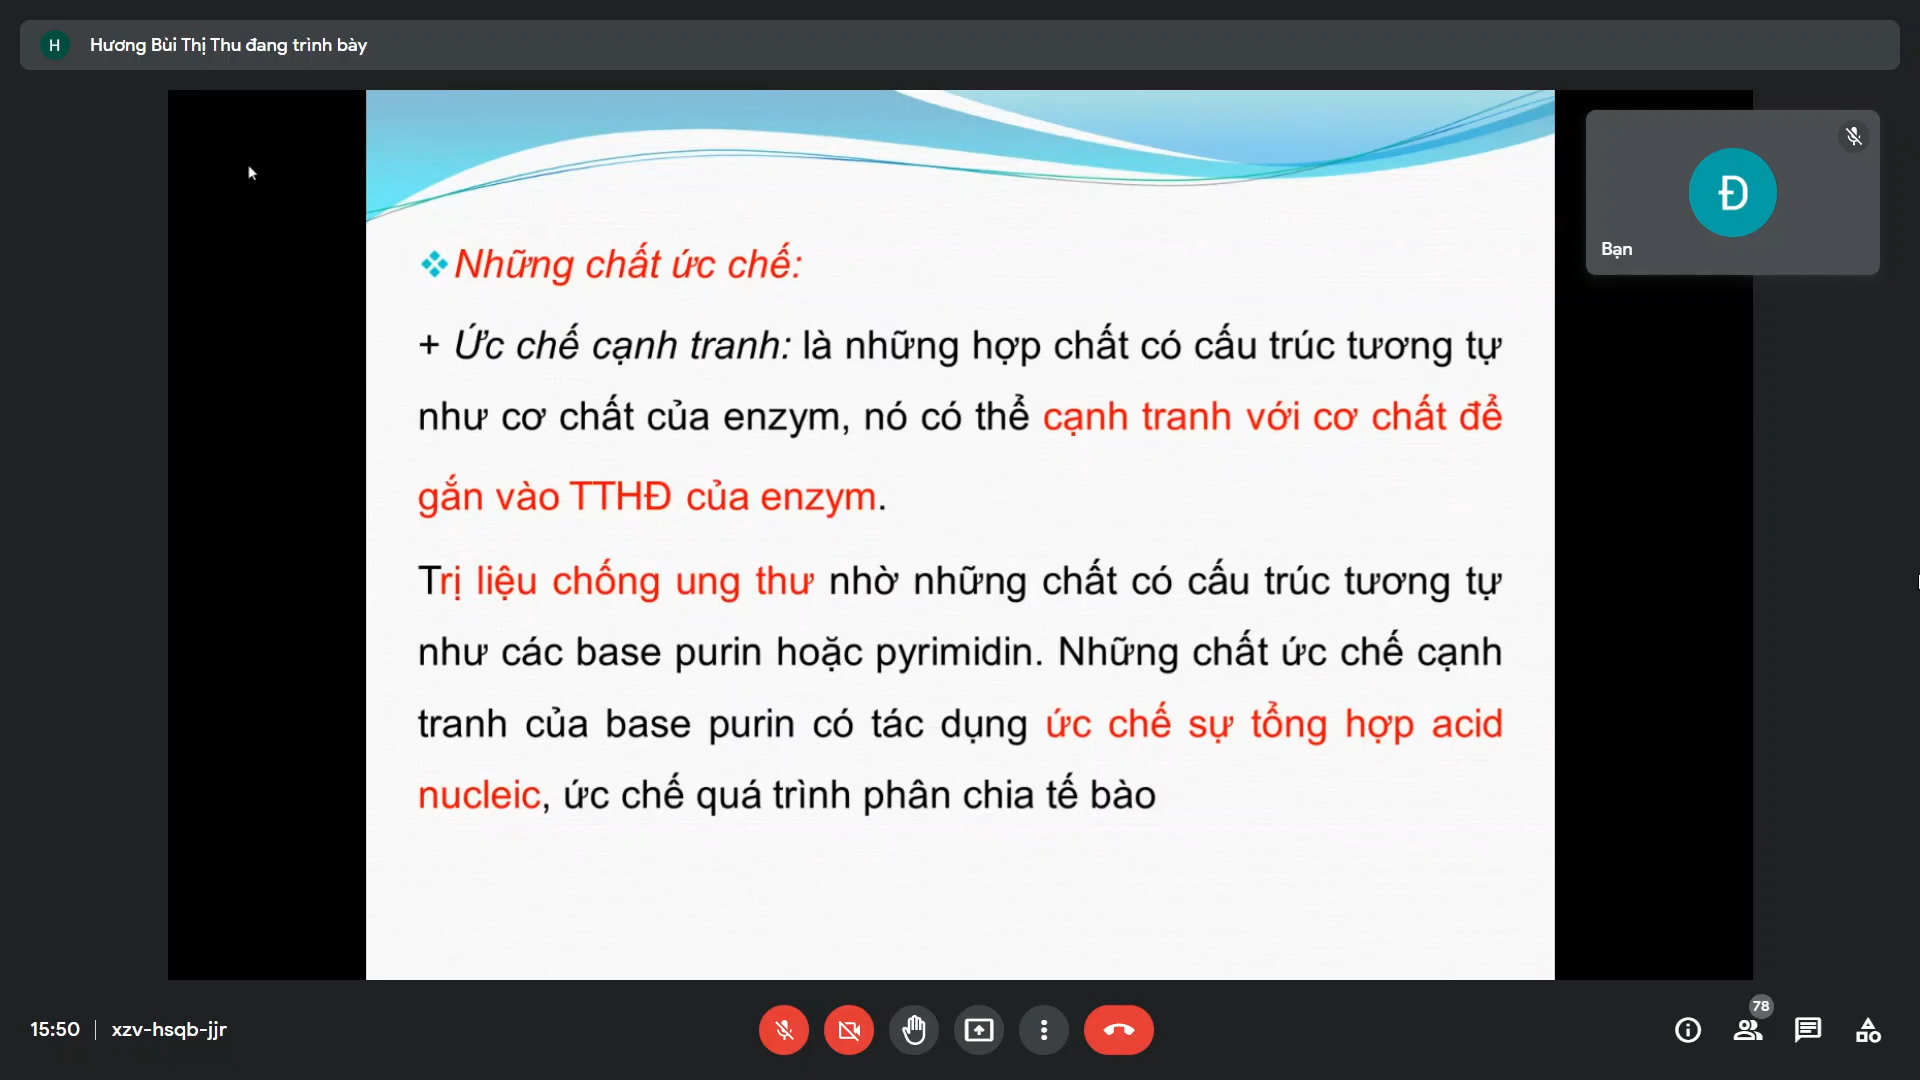 H
Hương Bùi Thị Thu đang trình bày
Đ
Bạn
Những chất ức chế:
+ Ức chế cạnh tranh: là những hợp chất có cấu trúc tương tự
như cơ chất của enzym, nó có thể cạnh tranh với cơ chất để
gắn vào TTHĐ của enzym.
Trị liệu chống ung thư nhờ những chất có cấu trúc tương tự
như các base purin hoặc pyrimidin. Những chất ức chế cạnh
tranh của base purin có tác dụng ức chế sự tổng hợp acid
nucleic, ức chế quá trình phân chia tế bào
15:50 | xzv-hsqb-jjr
78